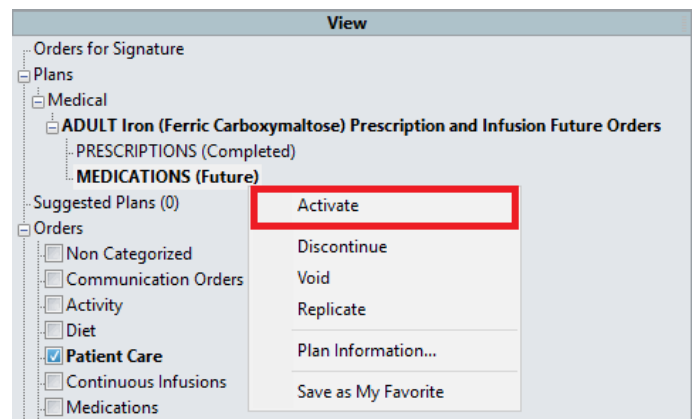 View
Orders for Signature
Plans
Medical
ADULT Iron (Ferric Carboxymaltose) Prescription and Infusion Future Orders
PRESCRIPTIONS (Completed)
MEDICATIONS (Future)
Suggested Plans (0)
Orders
Non Categorized
Communication Orders
Activity
Diet
Patient Care
Continuous Infusions
Medications
Activate
Discontinue
Void
Replicate
Plan Information...
Save as My Favorite